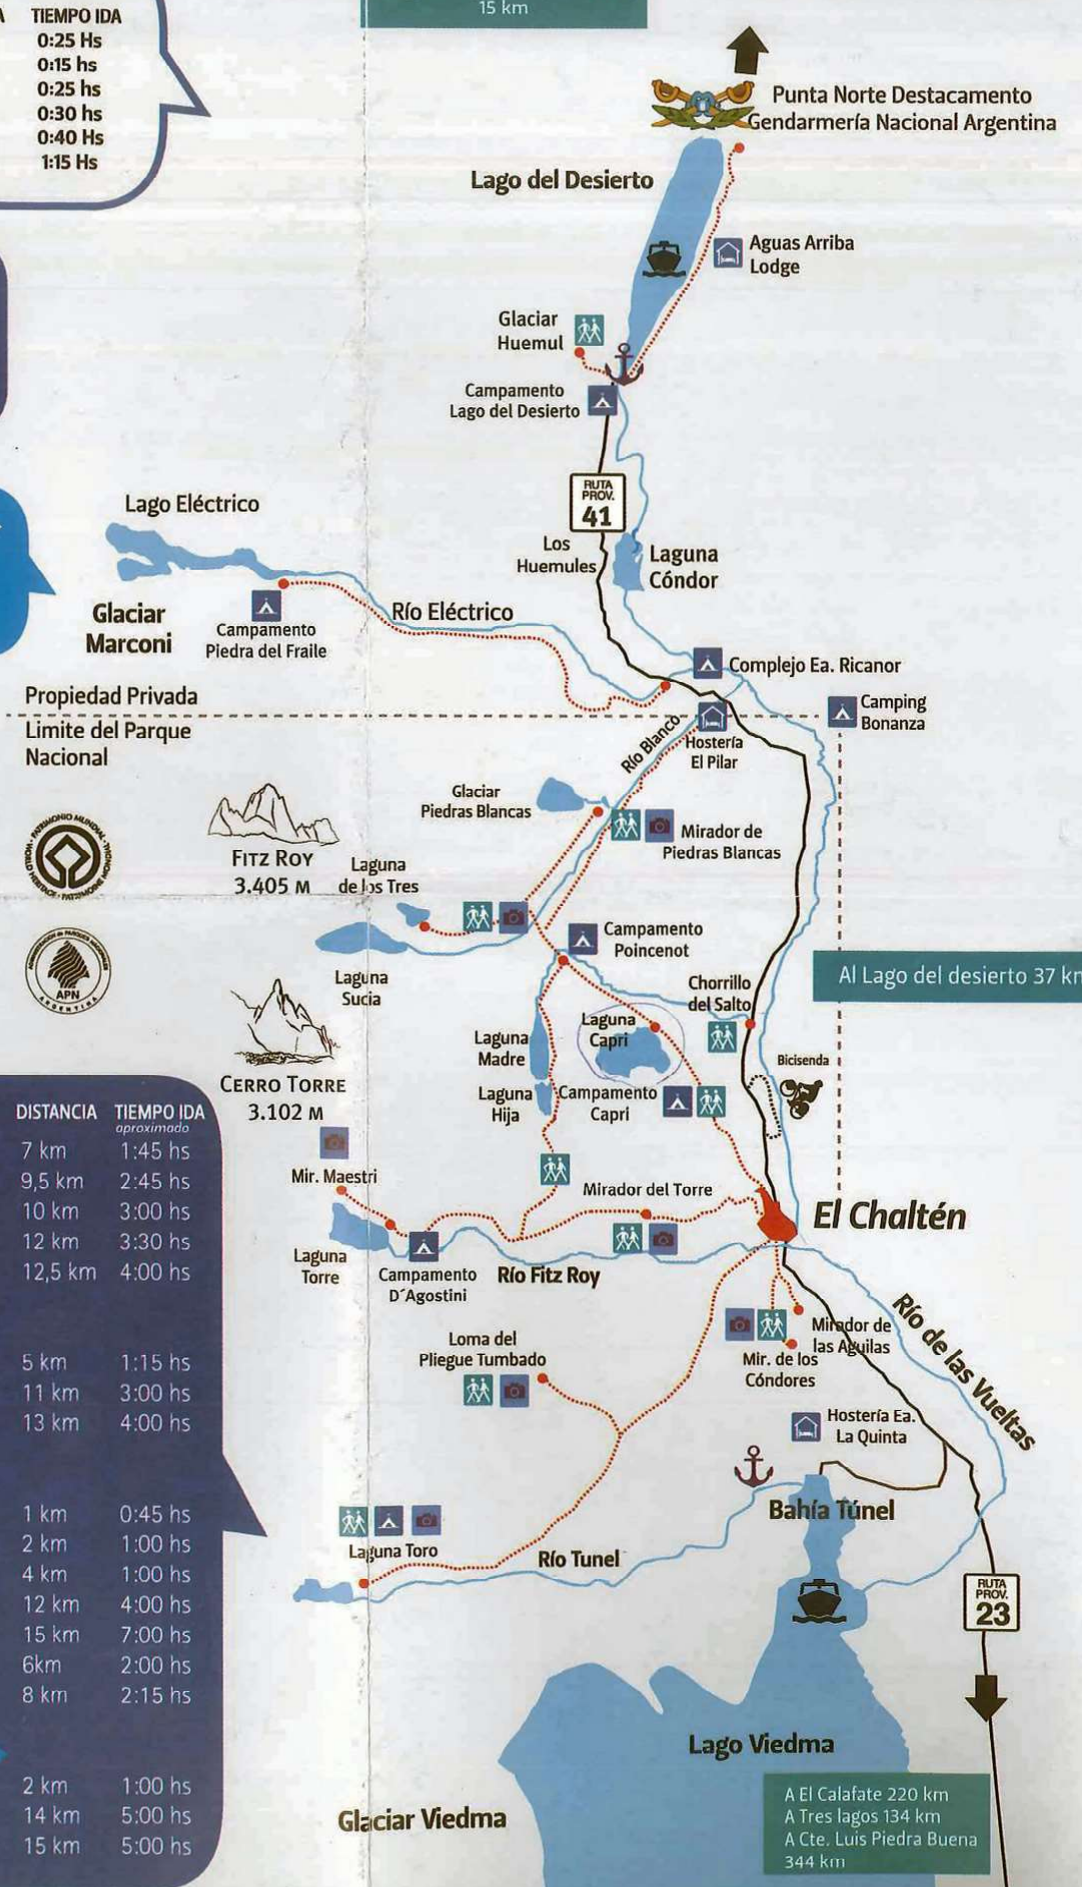 TIEMPO IDA
0:25 Hs
0:15 hs
0:25 hs
0:30 hs
0:40 Hs
1:15 Hs
15 km
Punta Norte Destacamento
Gendarmería Nacional Argentina
Lago del Desierto
Aguas Arriba
Lodge
Glaciar
Huemul
Campamento
Lago del Desierto
RUTA
PROV.
41
Lago Eléctrico
Los
Huemules
Laguna
Cóndor
Glaciar
Marconi
Campamento
Piedra del Fraile
Río Eléctrico
Complejo Ea. Ricanor
Propiedad Privada
Limite del Parque
Nacional
Camping
Bonanza
Río Blanco
Hostería
El Pilar
Glaciar
Piedras Blancas
Mirador de
Piedras Blancas
PATRIMONIO MUNDIAL
WORLD HERITAGE
PATRIMOINE MONDIAL
FITZ ROY
3.405 M
Laguna
de los Tres
Campamento
Poincenot
ADMINISTRACION de PARQUES NACIONALES
APN
ARGENTINA
Laguna
Sucia
Chorrillo
del Salto
Al Lago del desierto 37 km
Laguna
Madre
Laguna
Capri
Bicisenda
CERRO TORRE
3.102 M
Laguna
Hija
Campamento
Capri
DISTANCIA TIEMPO IDA
aproximado
7 km 1:45 hs
9,5 km 2:45 hs
10 km 3:00 hs
12 km 3:30 hs
12,5 km 4:00 hs
5 km 1:15 hs
11 km 3:00 hs
13 km 4:00 hs
1 km 0:45 hs
2 km 1:00 hs
4 km 1:00 hs
12 km 4:00 hs
15 km 7:00 hs
6km 2:00 hs
8 km 2:15 hs
2 km 1:00 hs
14 km 5:00 hs
15 km 5:00 hs
Mir. Maestri
Mirador del Torre
El Chaltén
Laguna
Torre
Campamento
D´Agostini
Río Fitz Roy
Río de las Vueltas
Mirador de
las Aguilas
Mir. de los
Cóndores
Loma del
Pliegue Tumbado
Hostería Ea.
La Quinta
Bahía Túnel
Laguna Toro
Río Tunel
RUTA
PROV.
23
Lago Viedma
Glaciar Viedma
A El Calafate 220 km
A Tres lagos 134 km
A Cte. Luis Piedra Buena
344 km